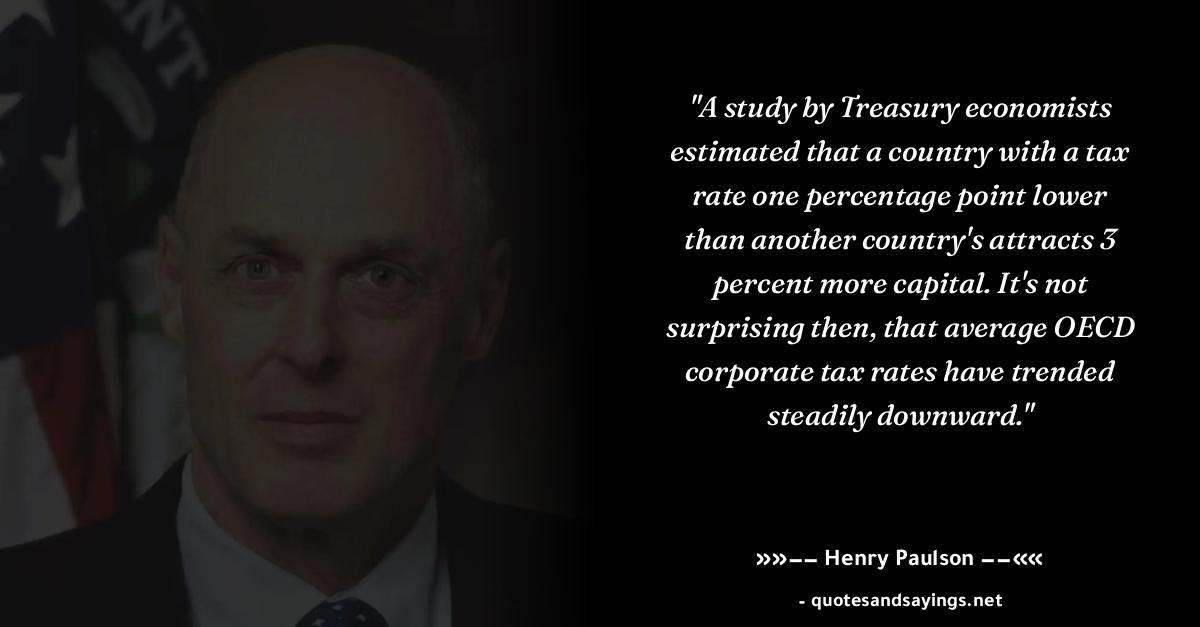 NT
"A study by Treasury economists
estimated that a country with a tax
rate one percentage point lower
than another country's attracts 3
percent more capital. It's not
surprising then, that average OECD
corporate tax rates have trended
steadily downward."
»»–– Henry Paulson ––««
- quotesandsayings.net